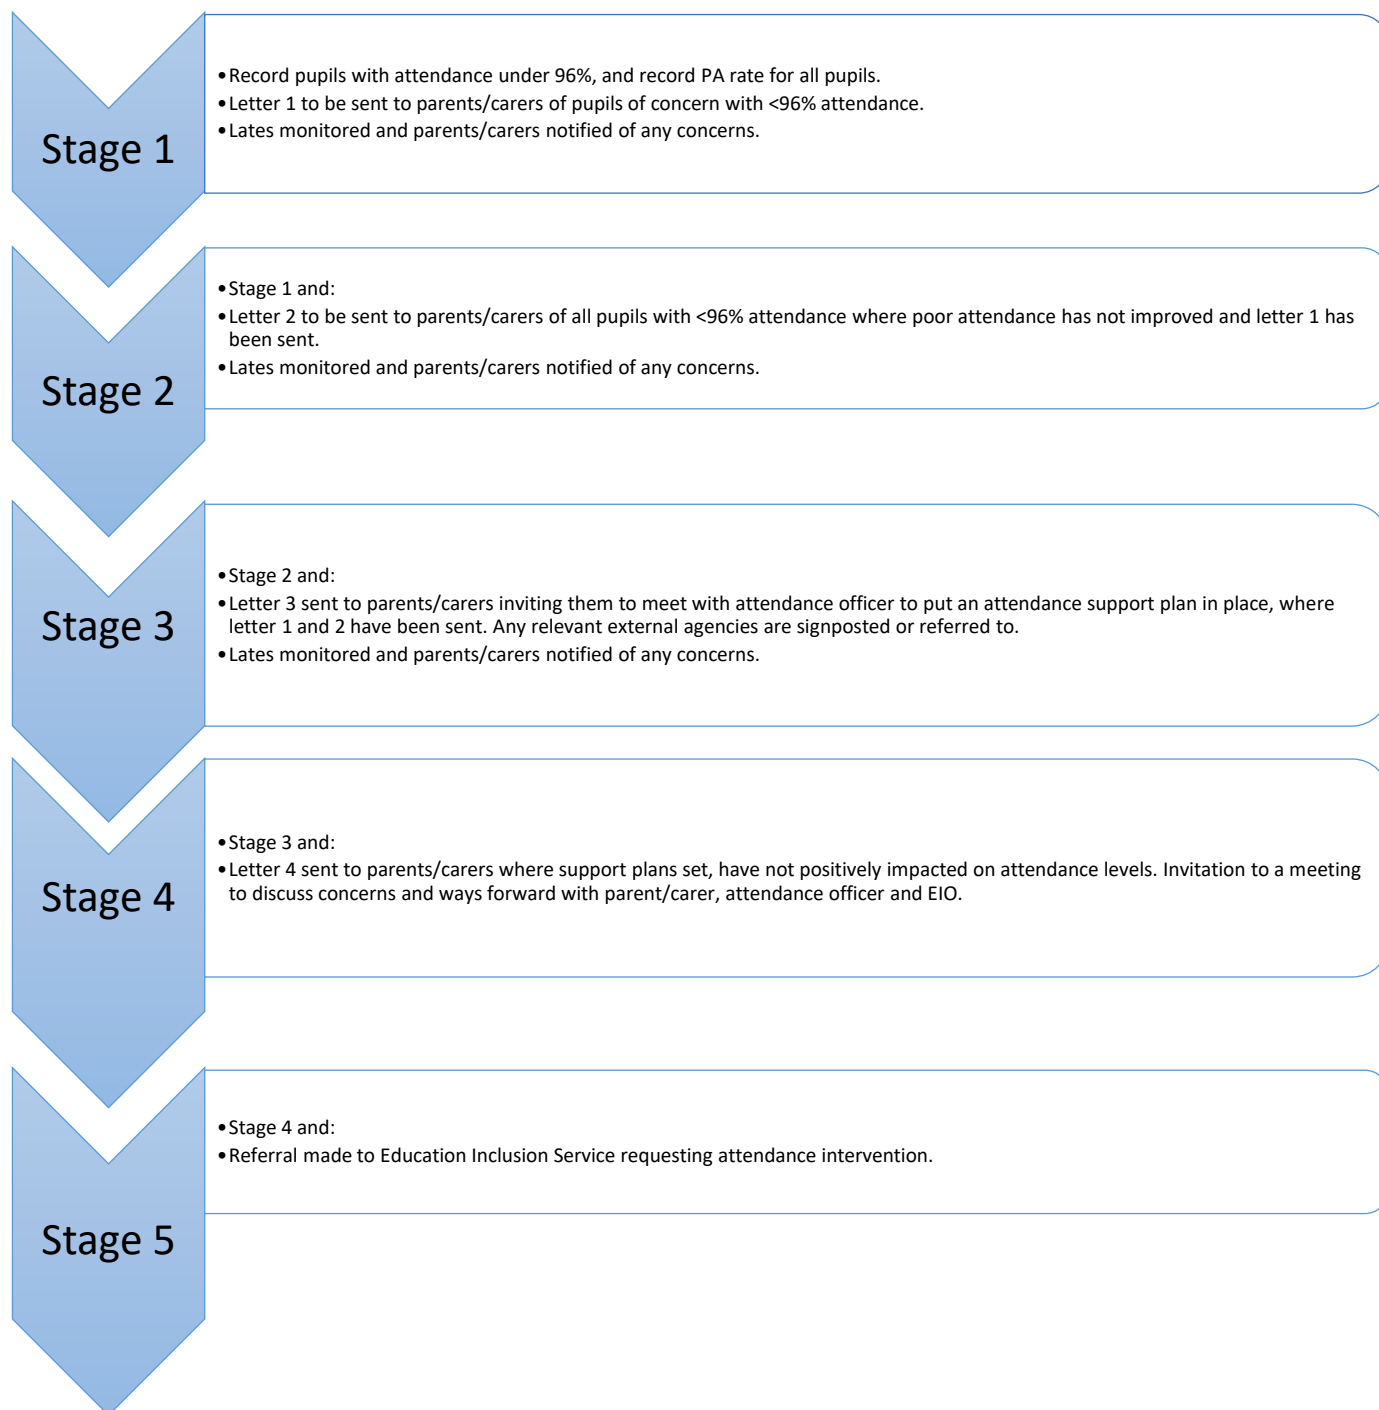 Stage 1
•Record pupils with attendance under 96%, and record PA rate for all pupils.
•Letter 1 to be sent to parents/carers of pupils of concern with <96% attendance.
•Lates monitored and parents/carers notified of any concerns.
Stage 2
•Stage 1 and:
•Letter 2 to be sent to parents/carers of all pupils with <96% attendance where poor attendance has not improved and letter 1 has
been sent.
•Lates monitored and parents/carers notified of any concerns.
Stage 3
•Stage 2 and:
•Letter 3 sent to parents/carers inviting them to meet with attendance officer to put an attendance support plan in place, where
letter 1 and 2 have been sent. Any relevant external agencies are signposted or referred to.
•Lates monitored and parents/carers notified of any concerns.
Stage 4
•Stage 3 and:
•Letter 4 sent to parents/carers where support plans set, have not positively impacted on attendance levels. Invitation to a meeting
to discuss concerns and ways forward with parent/carer, attendance officer and EIO.
Stage 5
•Stage 4 and:
•Referral made to Education Inclusion Service requesting attendance intervention.